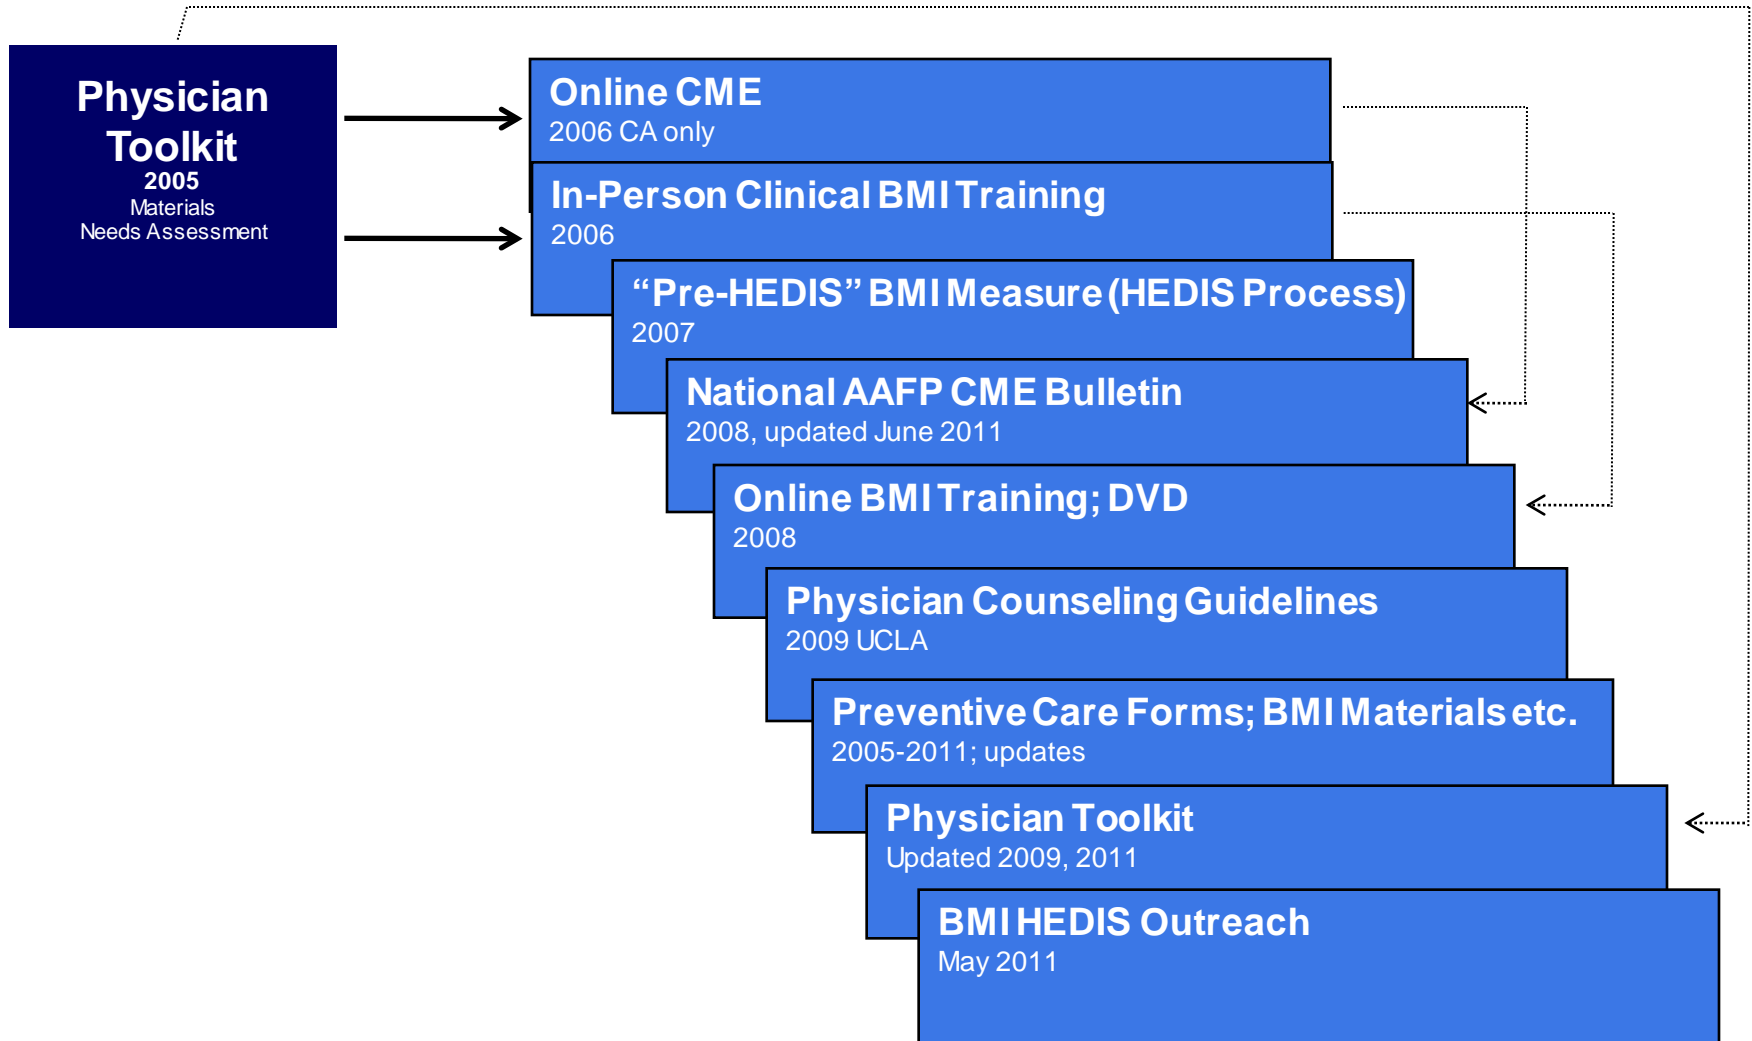 Physician
Toolkit
2005
Materials
Needs Assessment
Online CME
2006 CA only
In-Person Clinical BMI Training
2006
“Pre-HEDIS” BMI Measure (HEDIS Process)
2007
National AAFP CME Bulletin
2008, updated June 2011
Online BMI Training; DVD
2008
Physician Counseling Guidelines
2009 UCLA
Preventive Care Forms; BMI Materials etc.
2005-2011; updates
Physician Toolkit
Updated 2009, 2011
BMI HEDIS Outreach
May 2011